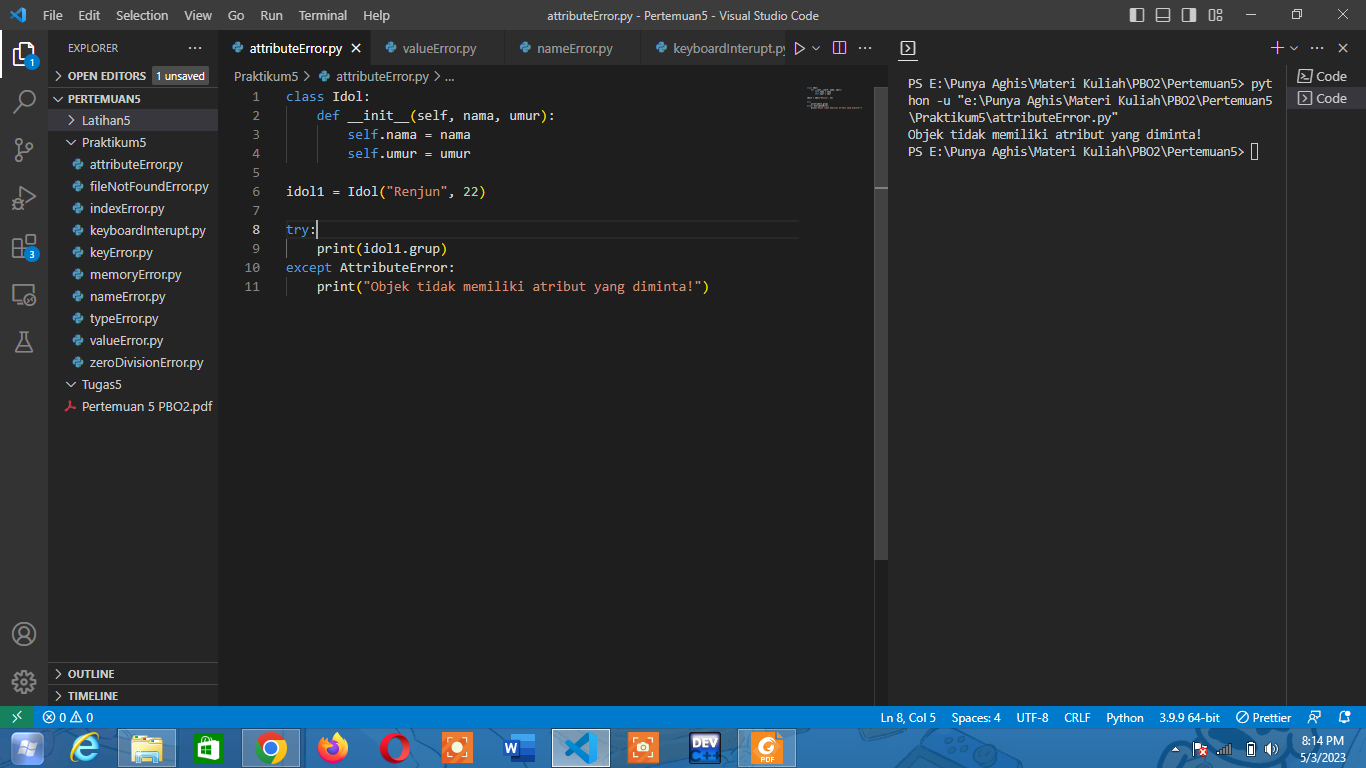 File Edit Selection View Go Run Terminal Help
attributeError.py - Pertemuan5 - Visual Studio Code
EXPLORER
1
3
OPEN EDITORS 1 unsaved
PERTEMUAN5
Latihan5
Praktikum5
attributeError.py
fileNotFoundError.py
indexError.py
keyboardInterupt.py
keyError.py
memoryError.py
nameError.py
typeError.py
valueError.py
zeroDivisionError.py
Tugas5
Pertemuan 5 PBO2.pdf
OUTLINE
TIMELINE
attributeError.py valueError.py nameError.py keyboardInterupt.py
Praktikum5 > attributeError.py > ...
1 class Idol:
2 def __init__(self, nama, umur):
3 self.nama = nama
4 self.umur = umur
5
6 idol1 = Idol("Renjun", 22)
7
8 try:
9 print(idol1.grup)
10 except AttributeError:
11 print("Objek tidak memiliki atribut yang diminta!")
PS E:\Punya Aghis\Materi Kuliah\PBO2\Pertemuan5> pyt
hon -u "e:\Punya Aghis\Materi Kuliah\PBO2\Pertemuan5
\Praktikum5\attributeError.py"
Objek tidak memiliki atribut yang diminta!
PS E:\Punya Aghis\Materi Kuliah\PBO2\Pertemuan5>
Code
Code
0 0
Ln 8, Col 5 Spaces: 4 UTF-8 CRLF Python 3.9.9 64-bit Prettier
W
DEV
C++
PDF
8:14 PM
5/3/2023